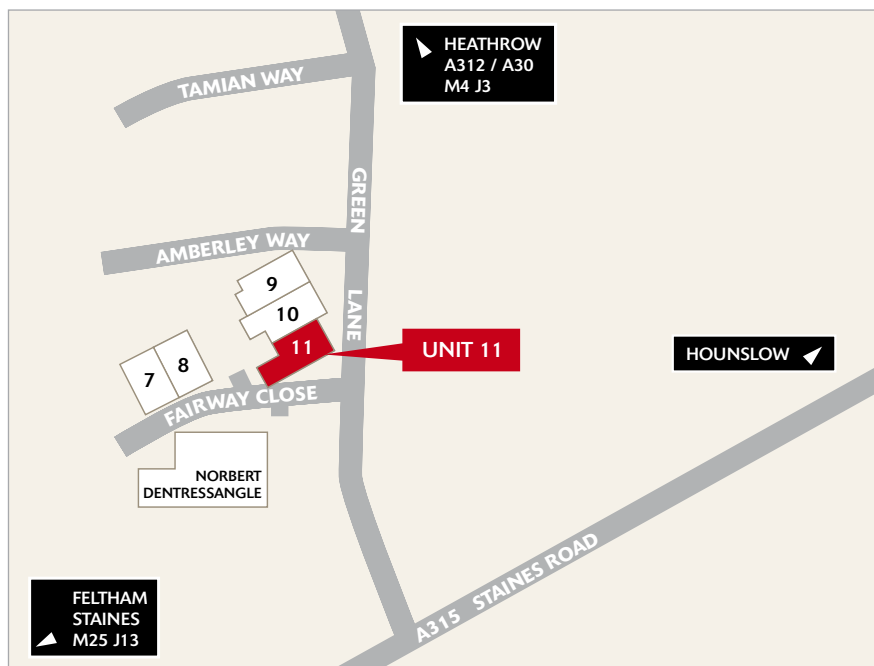 HEATHROW
A312 / A30
M4 J3
TAMIAN WAY
GREEN LANE
AMBERLEY WAY
9
10
11
UNIT 11
HOUNSLOW
7
8
FAIRWAY CLOSE
NORBERT
DENTRESSANGLE
A315 STAINES ROAD
FELTHAM
STAINES
M25 J13